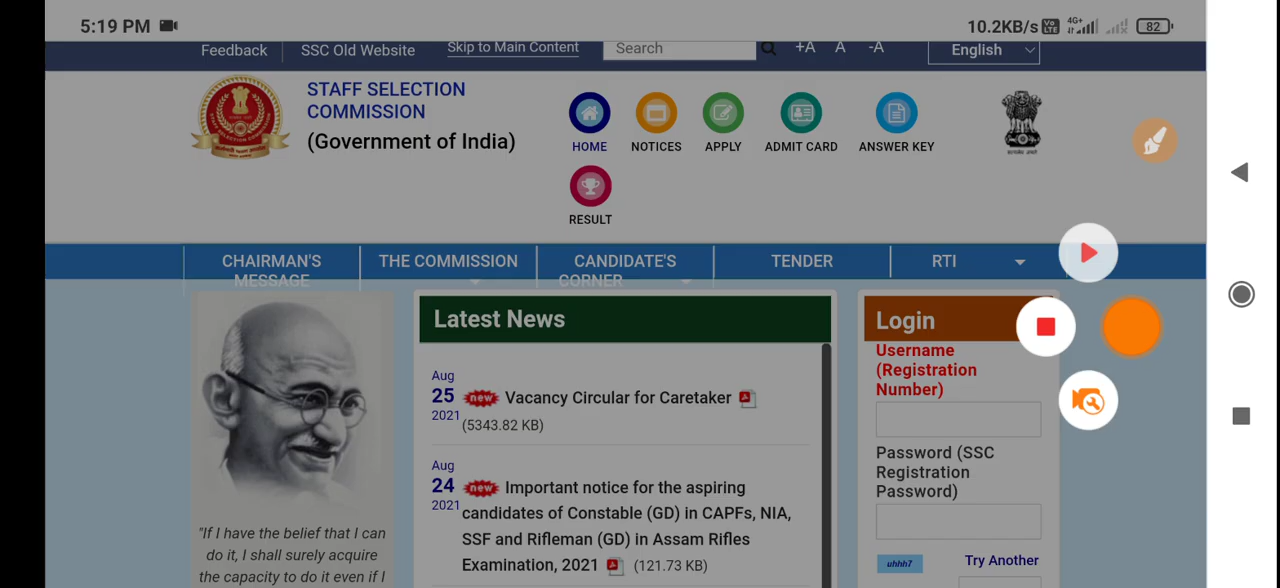 5:19 PM
10.2KB/s Vo LTE 4G+ 82
Feedback
SSC Old Website
Skip to Main Content
Search
+A A -A
English
STAFF SELECTION
COMMISSION
(Government of India)
HOME
NOTICES
APPLY
ADMIT CARD
ANSWER KEY
RESULT
CHAIRMAN'S
MESSAGE
THE COMMISSION
CANDIDATE'S
CORNER
TENDER
RTI
Latest News
Aug
25
2021
new Vacancy Circular for Caretaker
(5343.82 KB)
Aug
24
2021
new Important notice for the aspiring
candidates of Constable (GD) in CAPFs, NIA,
SSF and Rifleman (GD) in Assam Rifles
Examination, 2021 (121.73 KB)
Login
Username
(Registration
Number)
Password (SSC
Registration
Password)
uhhh7
Try Another
"If I have the belief that I can
do it, I shall surely acquire
the capacity to do it even if I